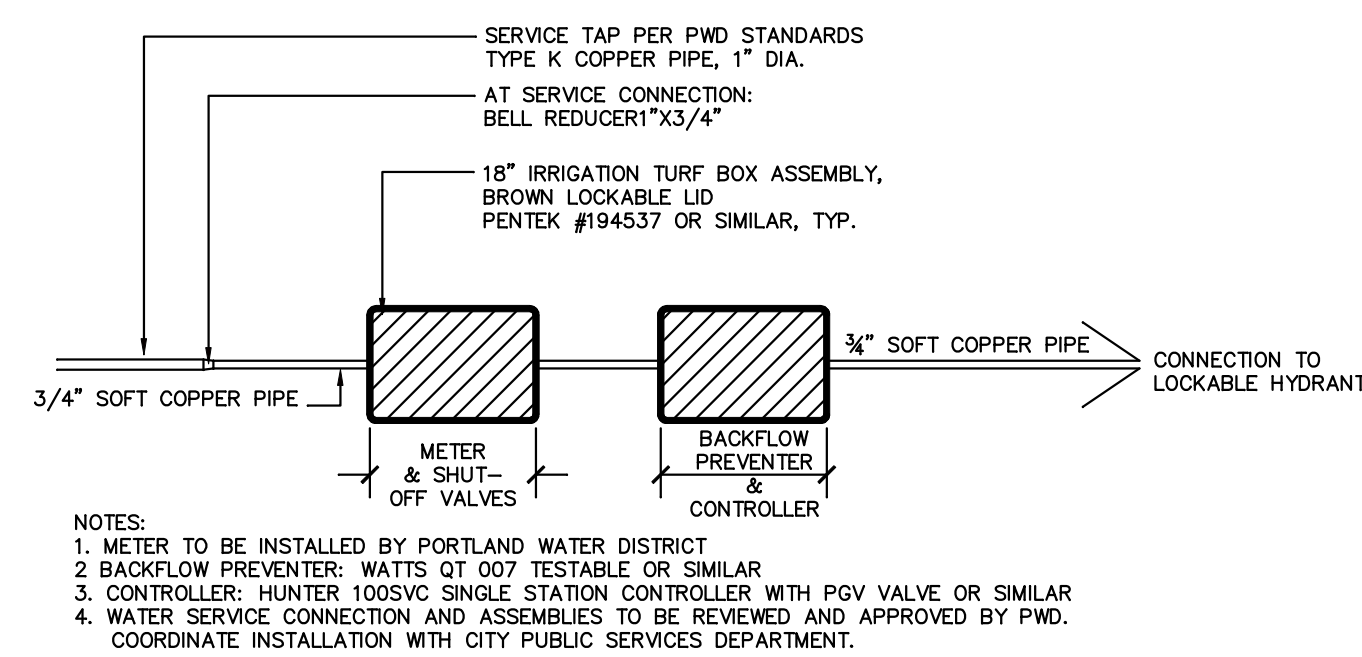 SERVICE TAP PER PWD STANDARDS
TYPE K COPPER PIPE, 1" DIA.
AT SERVICE CONNECTION:
BELL REDUCER1"X3/4"
18" IRRIGATION TURF BOX ASSEMBLY,
BROWN LOCKABLE LID
PENTEK #194537 OR SIMILAR, TYP.
¾" SOFT COPPER PIPE
CONNECTION TO
LOCKABLE HYDRANT
3/4" SOFT COPPER PIPE
METER
& SHUT-
OFF VALVES
BACKFLOW
PREVENTER
&
CONTROLLER
NOTES:
1. METER TO BE INSTALLED BY PORTLAND WATER DISTRICT
2 BACKFLOW PREVENTER: WATTS QT 007 TESTABLE OR SIMILAR
3. CONTROLLER: HUNTER 100SVC SINGLE STATION CONTROLLER WITH PGV VALVE OR SIMILAR
4. WATER SERVICE CONNECTION AND ASSEMBLIES TO BE REVIEWED AND APPROVED BY PWD.
COORDINATE INSTALLATION WITH CITY PUBLIC SERVICES DEPARTMENT.